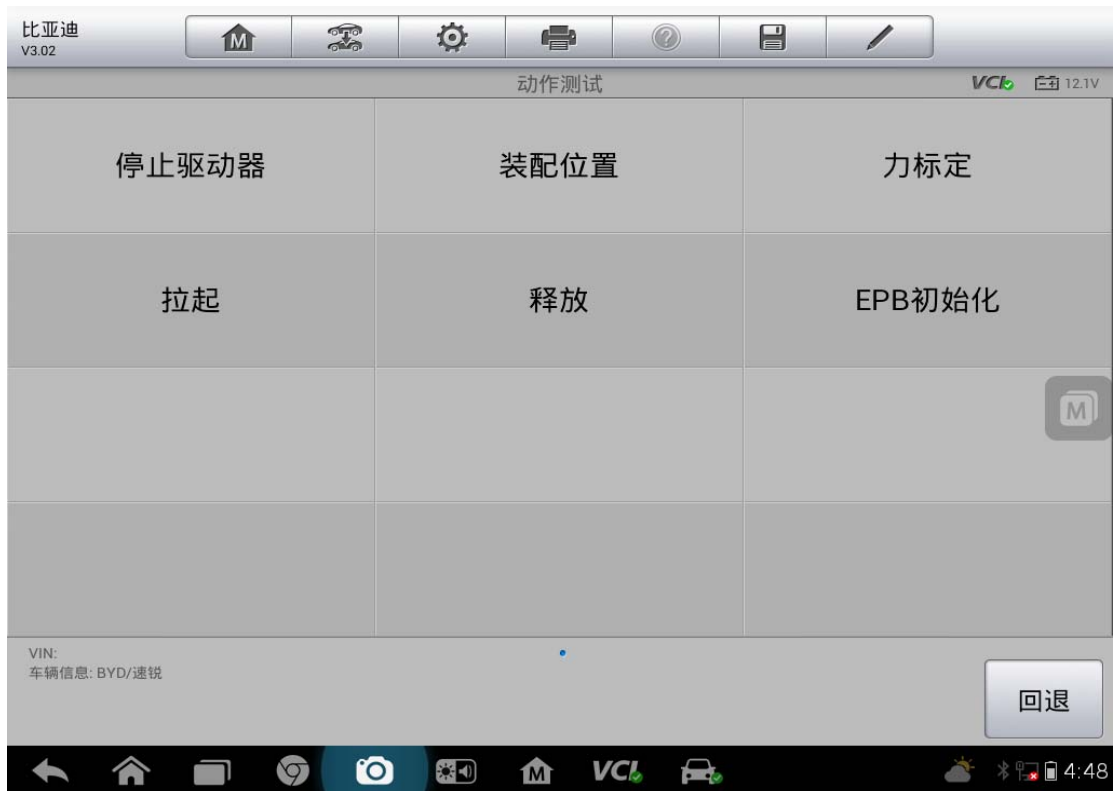 比亚迪
V3.02
M
动作测试
VCI
12.1V
停止驱动器
装配位置
力标定
拉起
释放
EPB初始化
M
VIN:
车辆信息: BYD/速锐
回退
M
VCI
4:48